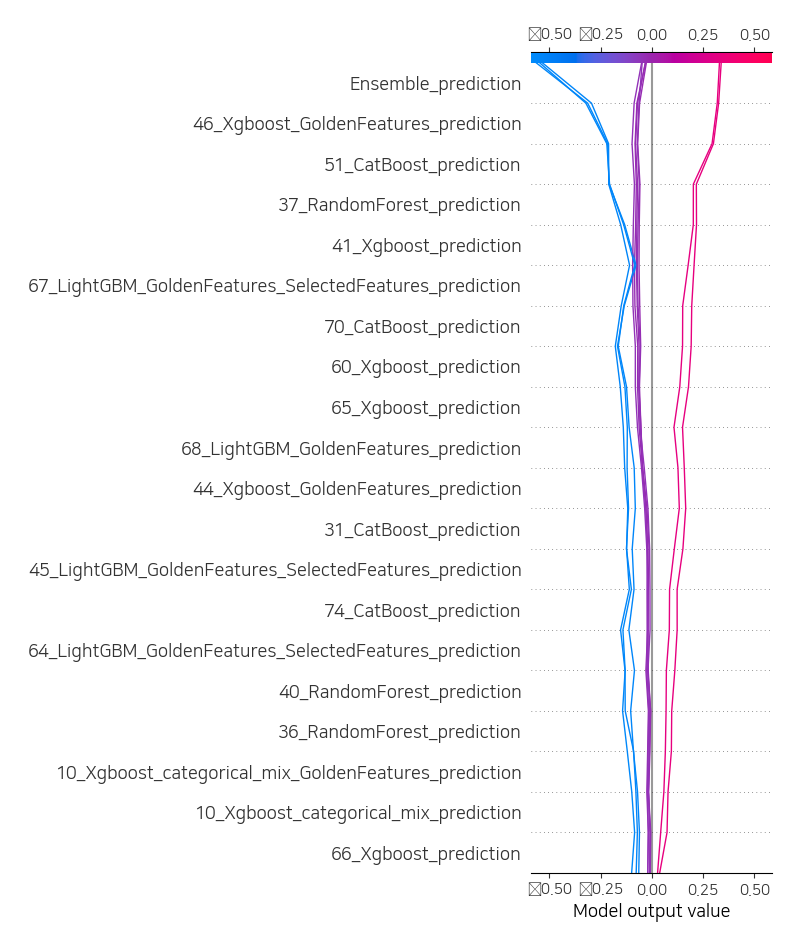 0.50 0.25 0.00 0.25 0.50
Ensemble_prediction
46_Xgboost_GoldenFeatures_prediction
51_CatBoost_prediction
37_RandomForest_prediction
41_Xgboost_prediction
67_LightGBM_GoldenFeatures_SelectedFeatures_prediction
70_CatBoost_prediction
60_Xgboost_prediction
65_Xgboost_prediction
68_LightGBM_GoldenFeatures_prediction
44_Xgboost_GoldenFeatures_prediction
31_CatBoost_prediction
45_LightGBM_GoldenFeatures_SelectedFeatures_prediction
74_CatBoost_prediction
64_LightGBM_GoldenFeatures_SelectedFeatures_prediction
40_RandomForest_prediction
36_RandomForest_prediction
10_Xgboost_categorical_mix_GoldenFeatures_prediction
10_Xgboost_categorical_mix_prediction
66_Xgboost_prediction
0.50 0.25 0.00 0.25 0.50
Model output value